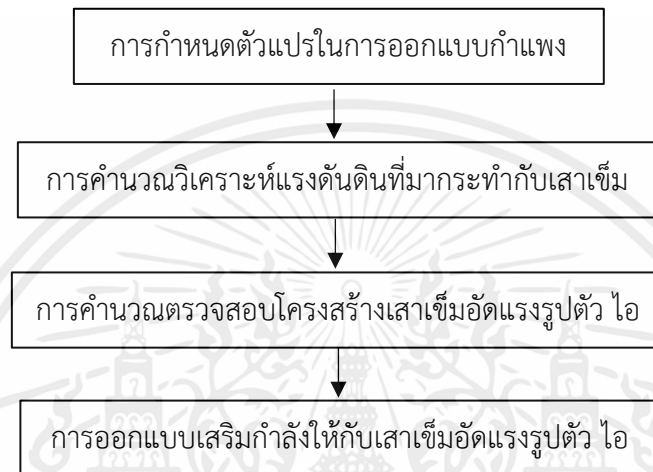 การกำหนดตัวแปรในการออกแบบกำแพง
การคำนวณวิเคราะห์แรงดันดินที่มากระทำกับเสาเข็ม
การคำนวณตรวจสอบโครงสร้างเสาเข็มอัดแรงรูปตัว ไอ
การออกแบบเสริมกำลังให้กับเสาเข็มอัดแรงรูปตัว ไอ